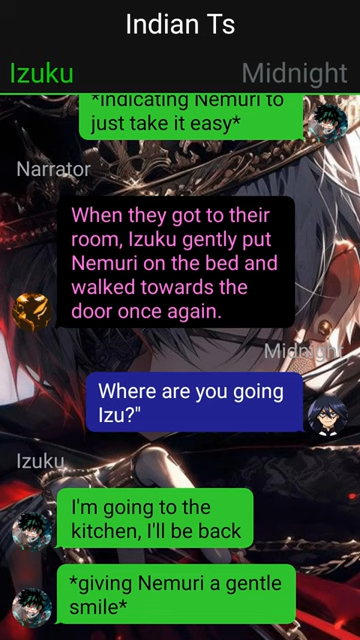 Indian Ts
Izuku
Midnight
*Indicating Nemuri to
just take it easy*
Narrator
When they got to their
room, Izuku gently put
Nemuri on the bed and
walked towards the
door once again.
Midnight
Where are you going
Izu?"
Izuku
I'm going to the
kitchen, I'll be back
*giving Nemuri a gentle
smile*